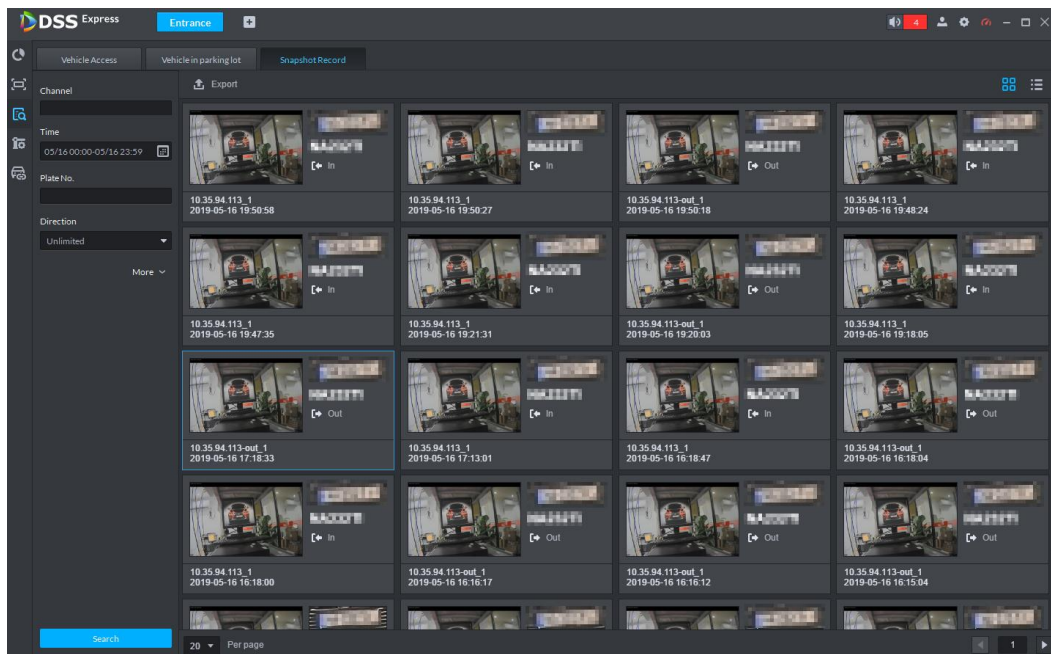 DSS Express
Entrance
4
Vehicle Access
Vehicle in parking lot
Snapshot Record
Channel
Time
05/16 00:00-05/16 23:59
Plate No.
Direction
Unlimited
More
Search
Export
In
10.35.94.113_1
2019-05-16 19:50:58
In
10.35.94.113_1
2019-05-16 19:50:27
Out
10.35.94.113-out_1
2019-05-16 19:50:18
In
10.35.94.113_1
2019-05-16 19:48:24
In
10.35.94.113_1
2019-05-16 19:47:35
In
10.35.94.113_1
2019-05-16 19:21:31
Out
10.35.94.113-out_1
2019-05-16 19:20:03
In
10.35.94.113_1
2019-05-16 19:18:05
Out
10.35.94.113-out_1
2019-05-16 17:18:33
In
10.35.94.113_1
2019-05-16 17:13:01
In
10.35.94.113_1
2019-05-16 16:18:47
Out
10.35.94.113-out_1
2019-05-16 16:18:04
In
10.35.94.113_1
2019-05-16 16:18:00
Out
10.35.94.113-out_1
2019-05-16 16:16:17
Out
10.35.94.113-out_1
2019-05-16 16:16:12
Out
10.35.94.113-out_1
2019-05-16 16:15:04
20
Per page
1